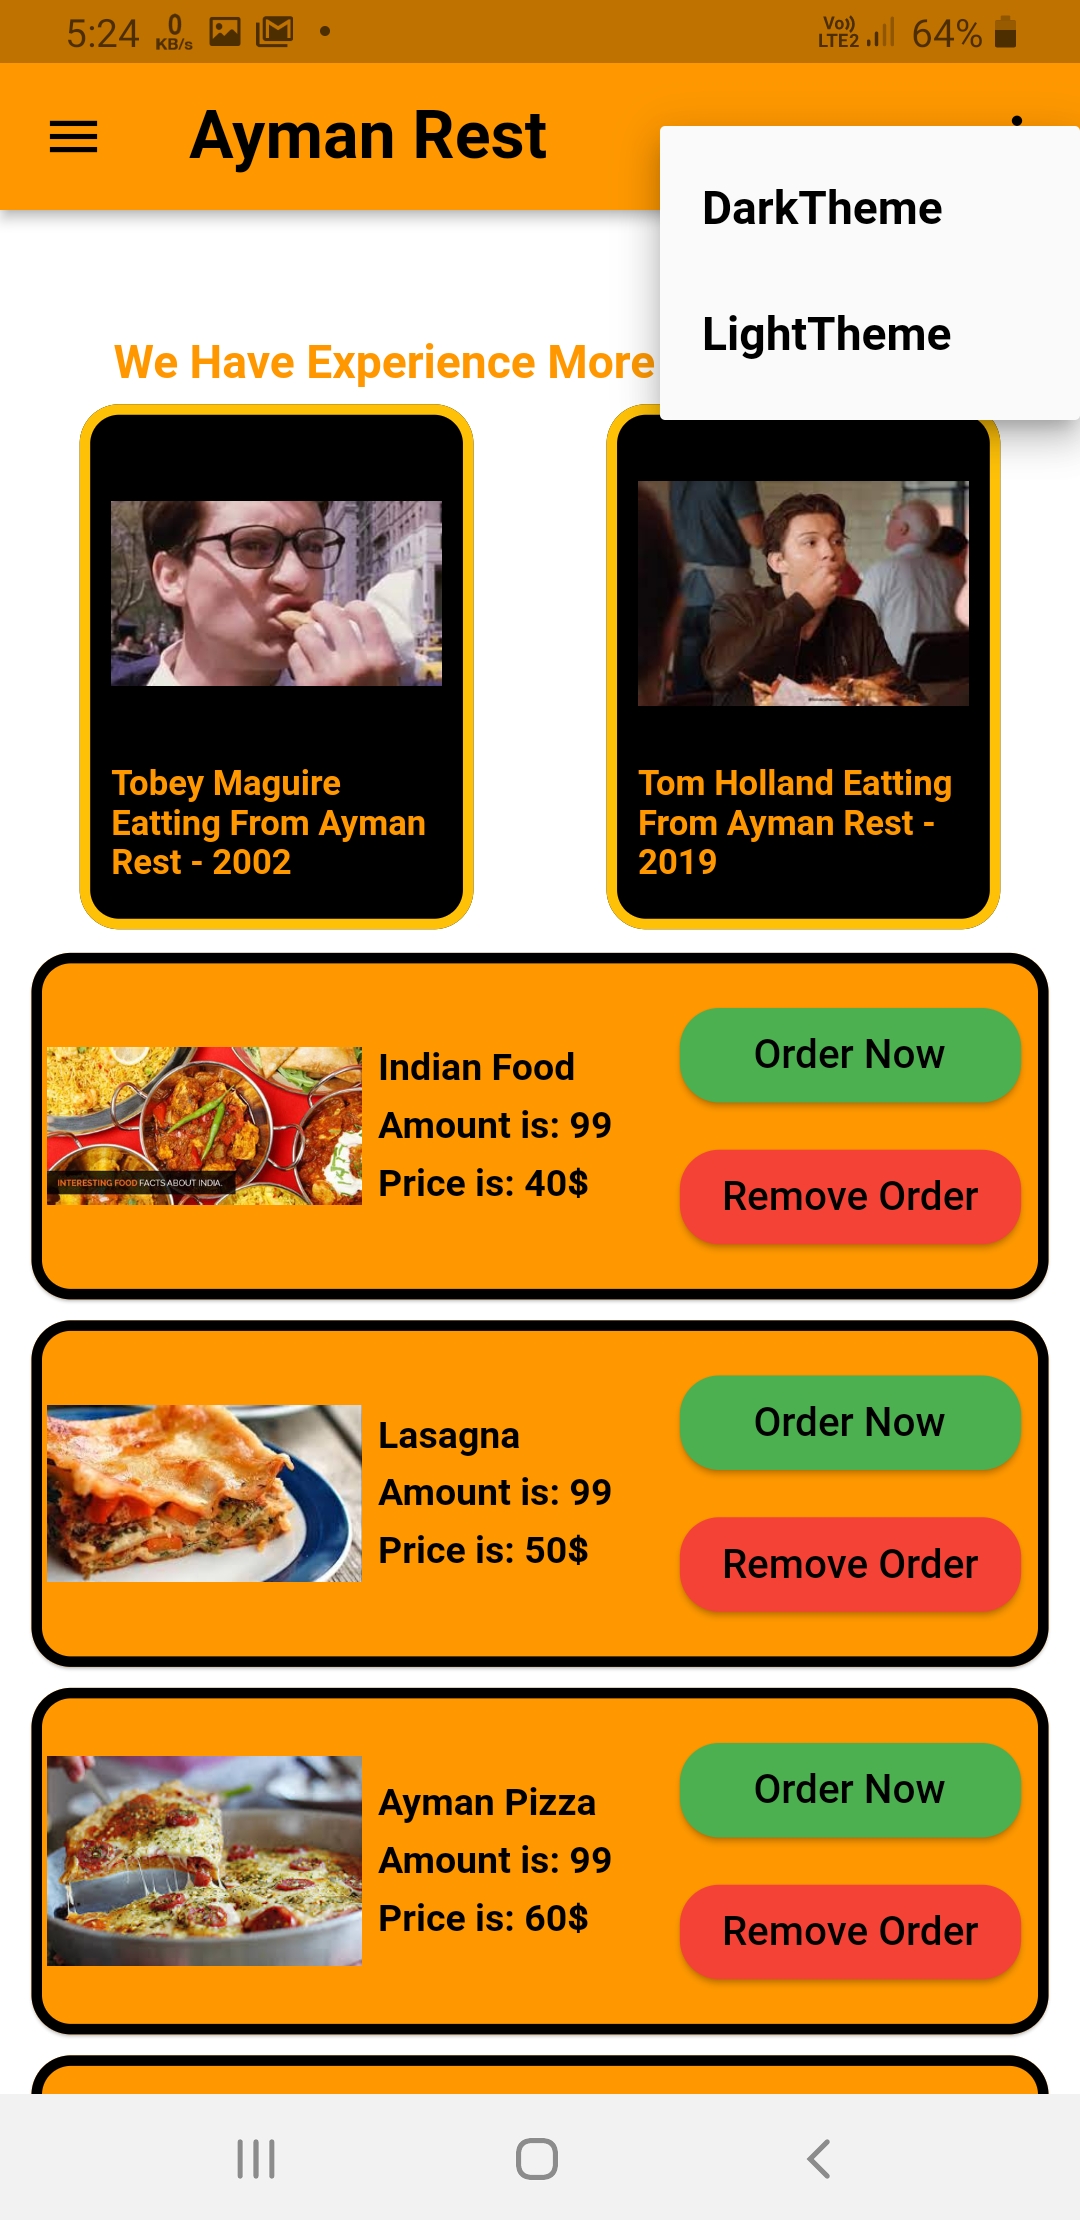 5:24
0
KB/s
Vo))
LTE2
64%
Ayman Rest
DarkTheme
LightTheme
We Have Experience More
Tobey Maguire
Eatting From Ayman
Rest - 2002
Tom Holland Eatting
From Ayman Rest -
2019
INTERESTING FOOD FACTS ABOUT INDIA.
Indian Food
Amount is: 99
Price is: 40$
Order Now
Remove Order
Lasagna
Amount is: 99
Price is: 50$
Order Now
Remove Order
Ayman Pizza
Amount is: 99
Price is: 60$
Order Now
Remove Order